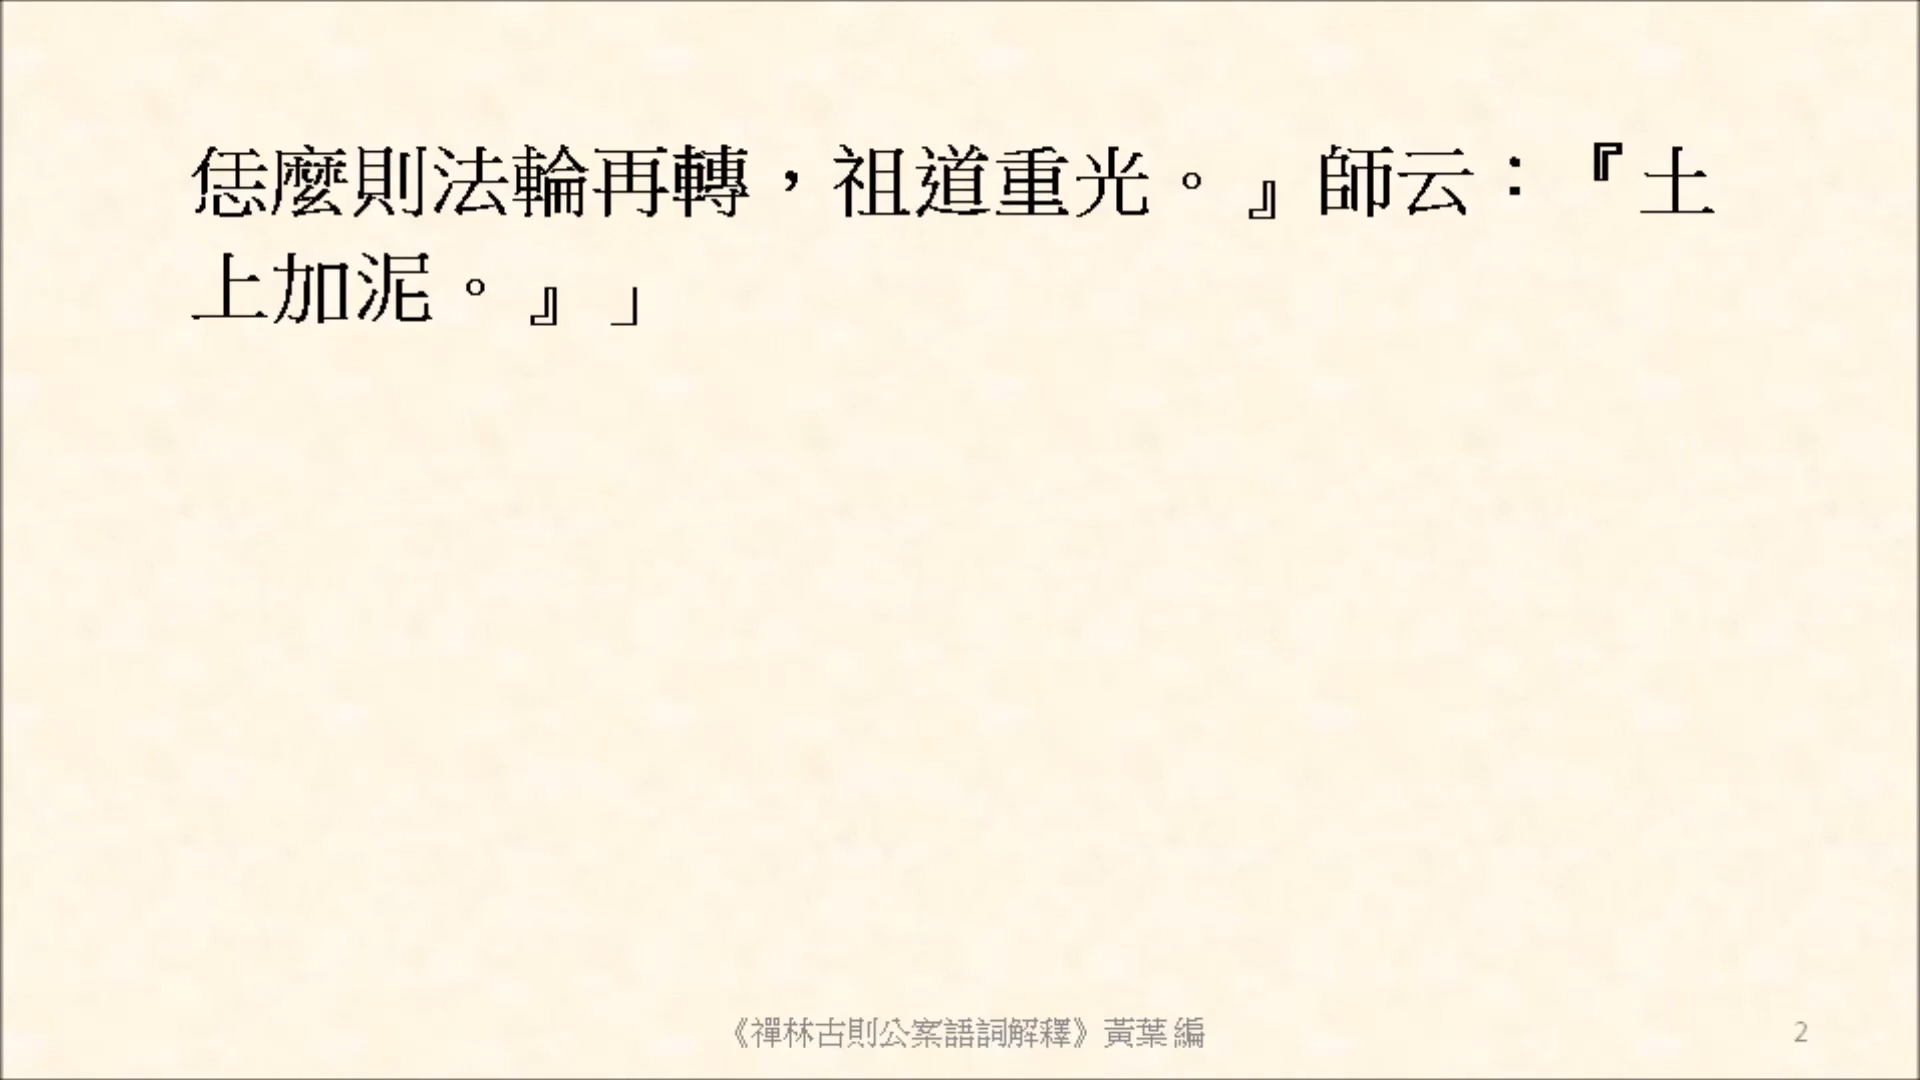 恁麼則法輪再轉，祖道重光。』師云：『土
上加泥。』」
《禪林古則公案語詞解釋》黃葉 編
2